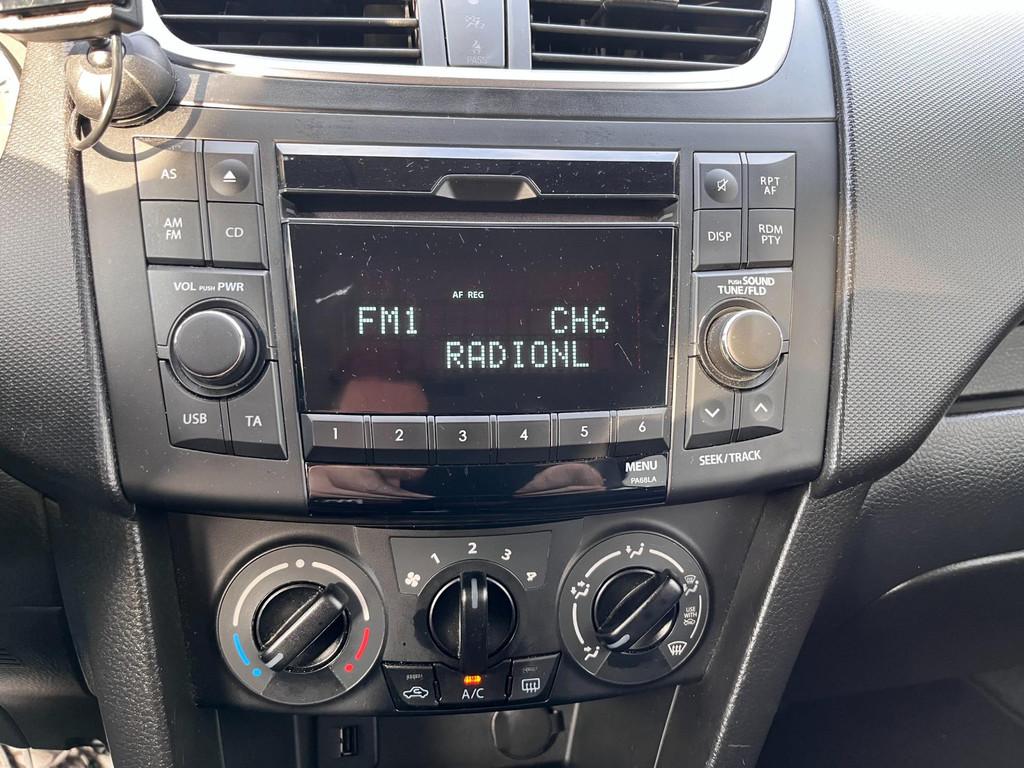 PASS
AS
AM
FM
CD
VOL PUSH PWR
USB
TA
AF REG
FM1 CH6
RADIONL
1 2 3 4 5 6
MENU
PA68LA
RPT
AF
DISP
RDM
PTY
PUSH SOUND
TUNE/FLD
SEEK/TRACK
1 2 3 4
A/C
USE
WITH